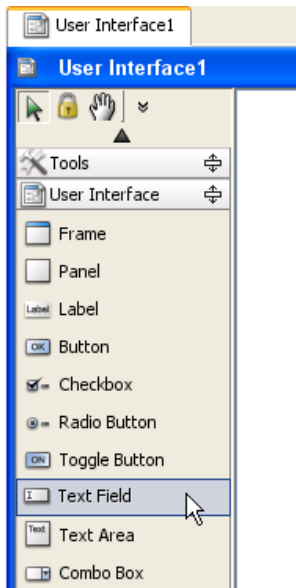 User Interface1
User Interface1
Tools
User Interface
Frame
Panel
Label Label
OK Button
Checkbox
Radio Button
ON Toggle Button
Text Field
Text Text Area
Combo Box